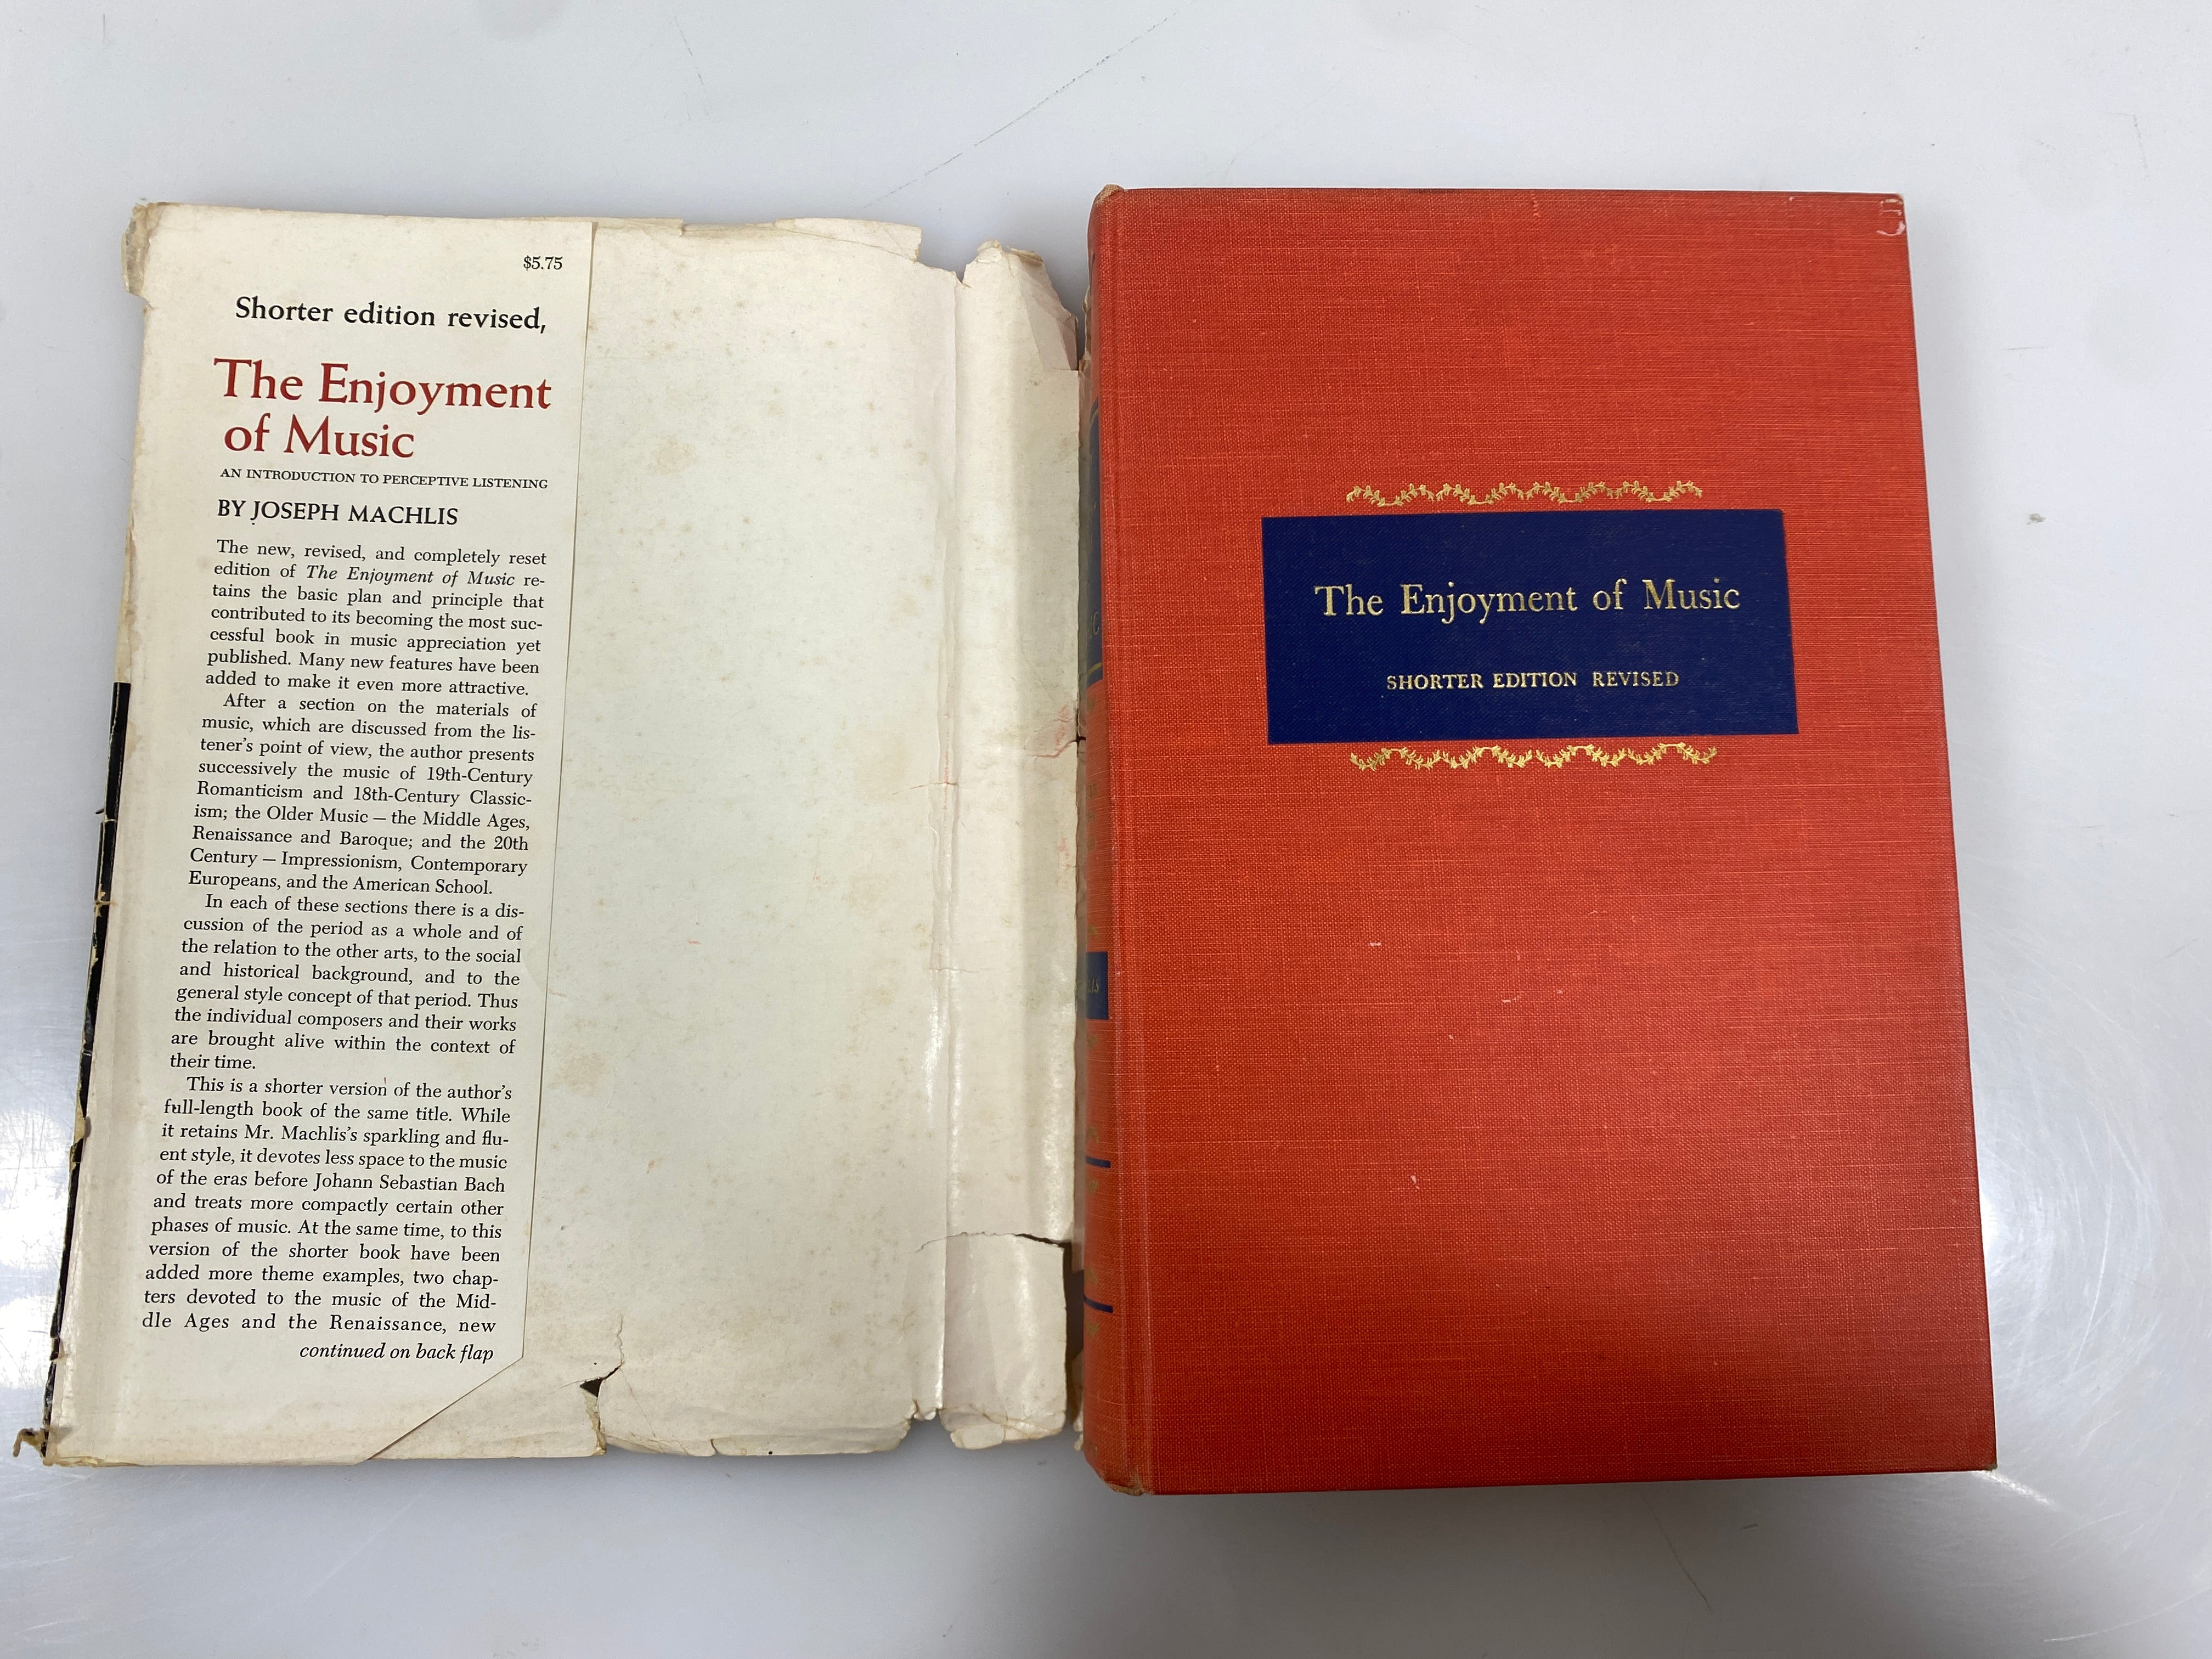 $5.75
Shorter edition revised,
The Enjoyment
of Music
AN INTRODUCTION TO PERCEPTIVE LISTENING
BY JOSEPH MACHLIS
The new, revised, and completely reset
edition of The Enjoyment of Music re-
tains the basic plan and principle that
contributed to its becoming the most suc-
cessful book in music appreciation yet
published. Many new features have been
added to make it even more attractive.
After a section on the materials of
music, which are discussed from the lis-
tener's point of view, the author presents
successively the music of 19th-Century
Romanticism and 18th-Century Classic-
ism; the Older Music — the Middle Ages,
Renaissance and Baroque; and the 20th
Century — Impressionism, Contemporary
Europeans, and the American School.
In each of these sections there is a dis-
cussion of the period as a whole and of
the relation to the other arts, to the social
and historical background, and to the
general style concept of that period. Thus
the individual composers and their works
are brought alive within the context of
their time.
This is a shorter version of the author's
full-length book of the same title. While
it retains Mr. Machlis's sparkling and flu-
ent style, it devotes less space to the music
of the eras before Johann Sebastian Bach
and treats more compactly certain other
phases of music. At the same time, to this
version of the shorter book have been
added more theme examples, two chap-
ters devoted to the music of the Mid-
dle Ages and the Renaissance, new
continued on back flap
The Enjoyment of Music
SHORTER EDITION REVISED